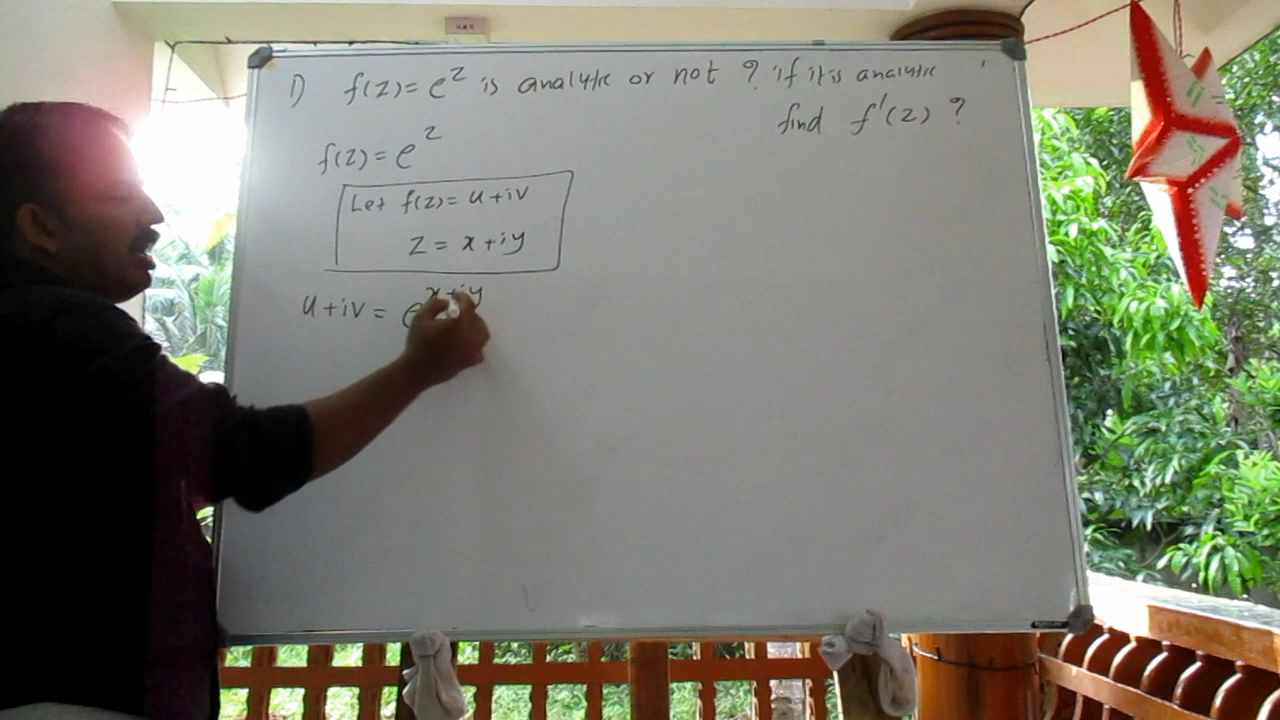 1) f(z) = e^z is analytic or not ? if it is analytic
find f'(z) ?
f(z) = e^z
Let f(z) = u + iv
z = x + iy
u + iv = e^x+iy